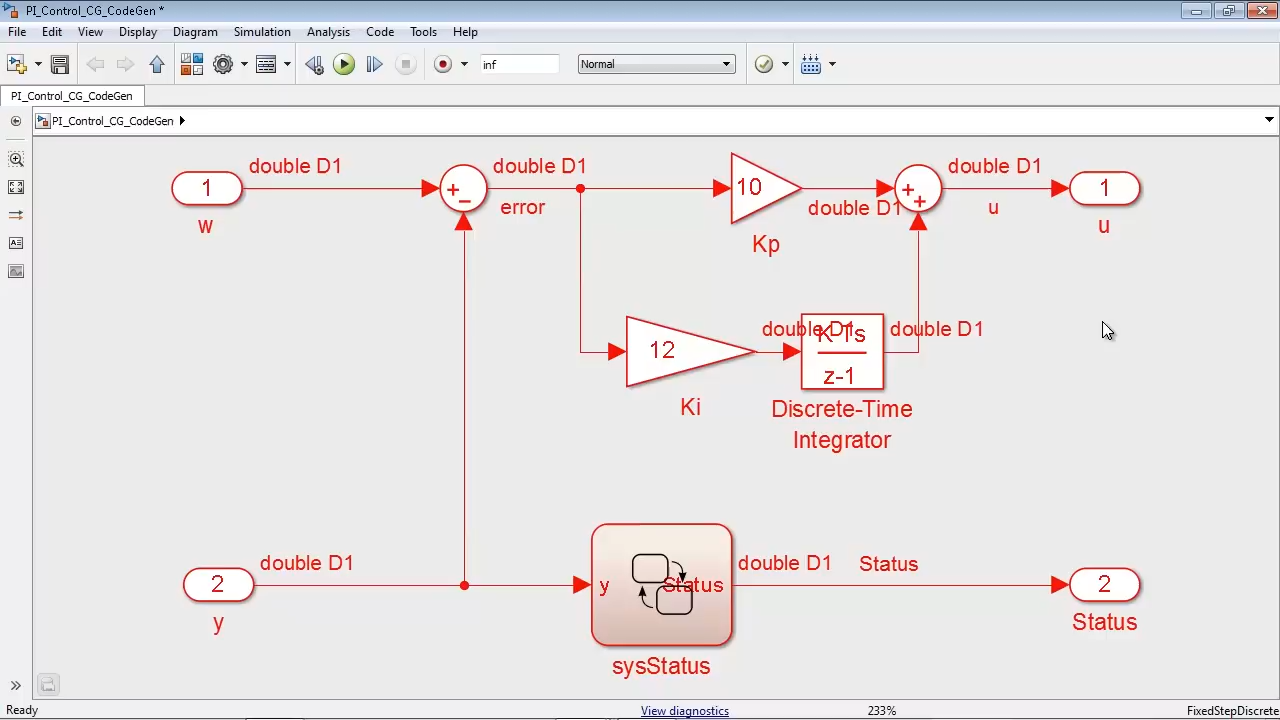 PI_Control_CG_CodeGen *
File Edit View Display Diagram Simulation Analysis Code Tools Help
inf
Normal
PI_Control_CG_CodeGen
PI_Control_CG_CodeGen
double D1 double D1 double D1
1 + − 10 + + 1
w error Kp double D1 u u
double D1 double D1
12 K Ts
z-1
Ki Discrete-Time
Integrator
double D1 double D1 Status
2 y Status 2
y sysStatus Status
Ready View diagnostics 233% FixedStepDiscrete